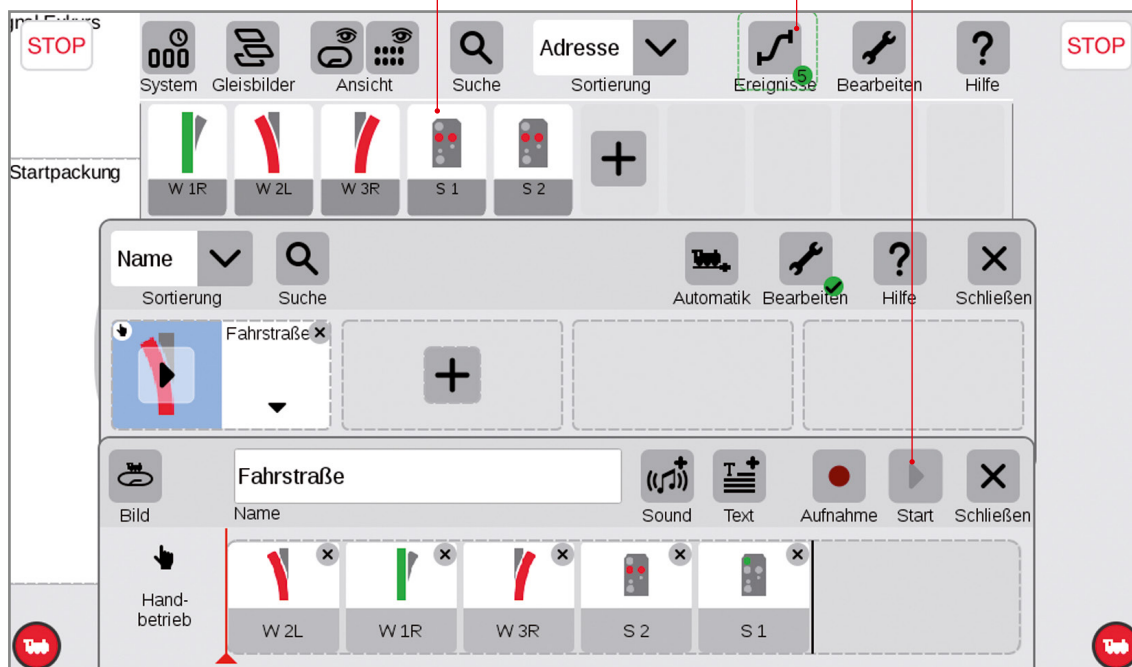 STOP
System Gleisbilder Ansicht Suche
Adresse
Sortierung
5
Ereignisse Bearbeiten Hilfe
STOP
Startpackung
W 1R W 2L W 3R S 1 S 2
Name
Sortierung Suche
Automatik Bearbeiten Hilfe Schließen
Fahrstraße
Fahrstraße
Bild Name Sound Text Aufnahme Start Schließen
Hand-
betrieb
W 2L W 1R W 3R S 2 S 1